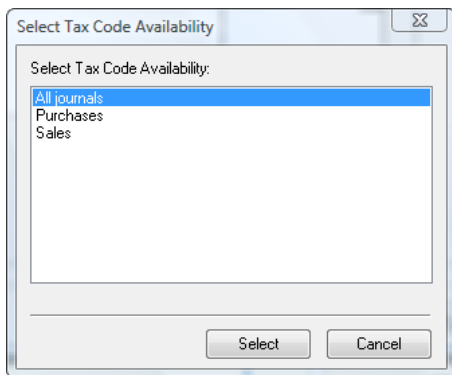 Select Tax Code Availability
Select Tax Code Availability:
All journals
Purchases
Sales
Select
Cancel